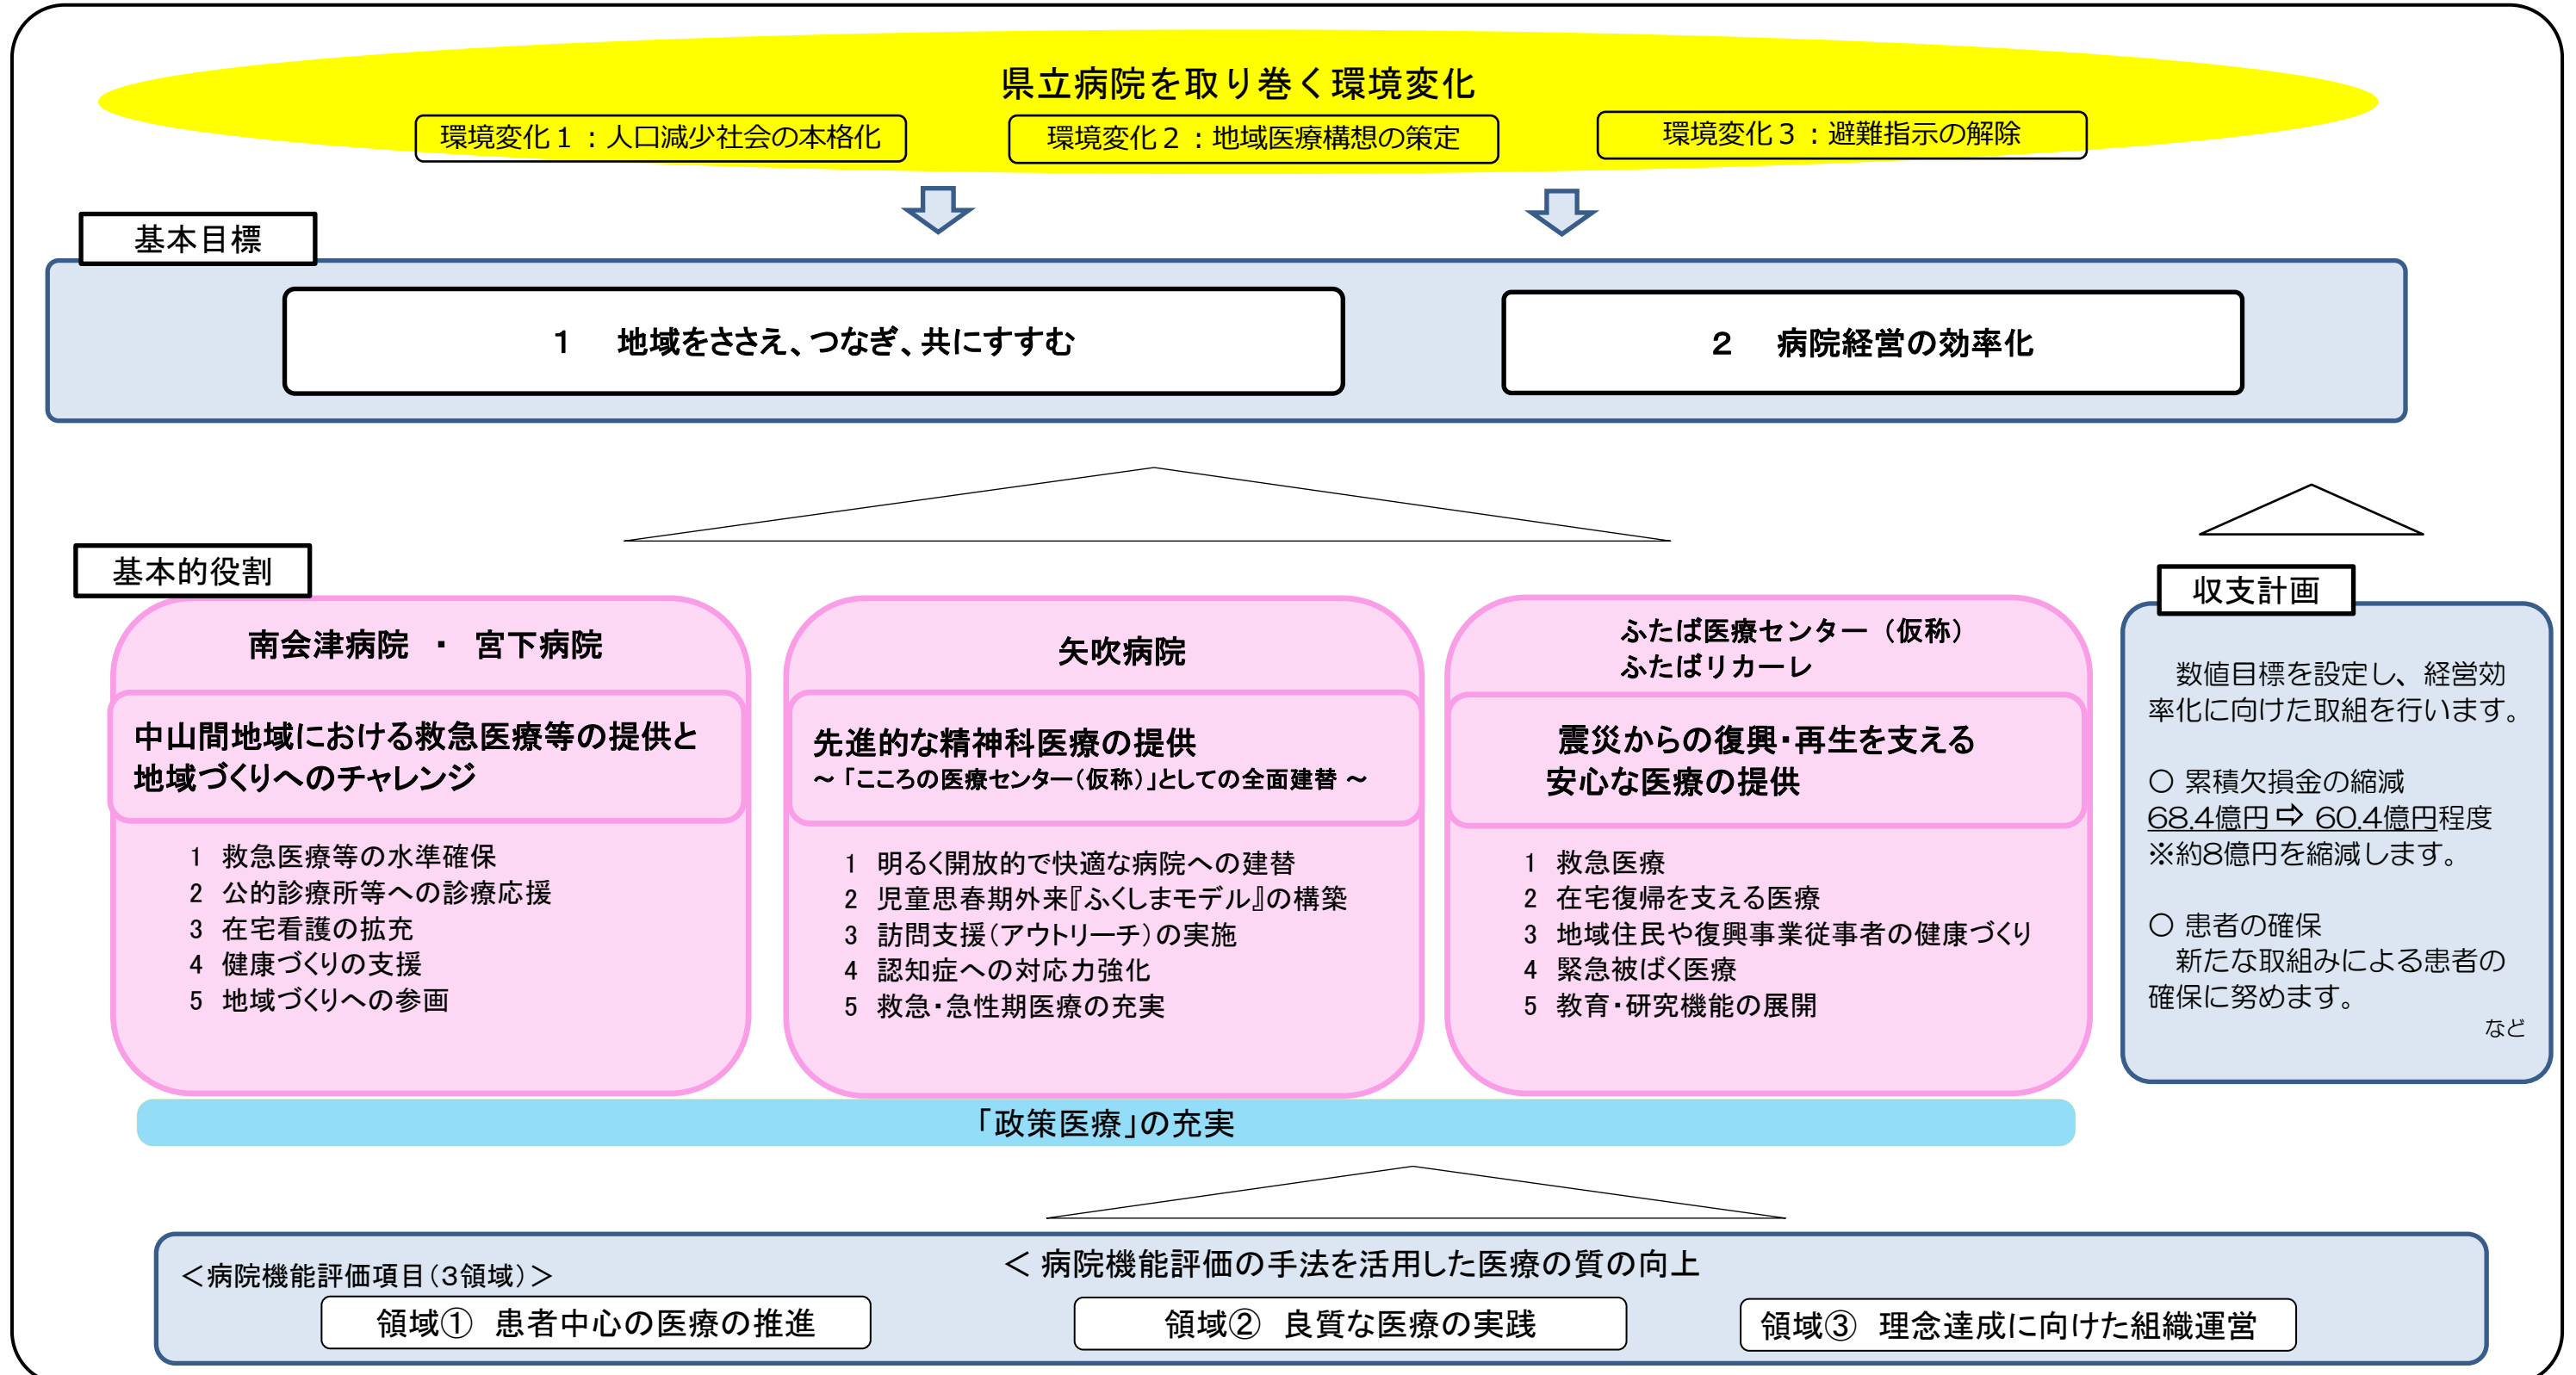 県立病院を取り巻く環境変化
環境変化１：人口減少社会の本格化
環境変化２：地域医療構想の策定
環境変化３：避難指示の解除
基本目標
１　地域をささえ、つなぎ、共にすすむ
２　病院経営の効率化
基本的役割
南会津病院　・　宮下病院
中山間地域における救急医療等の提供と
地域づくりへのチャレンジ
1　救急医療等の水準確保
2　公的診療所等への診療応援
3　在宅看護の拡充
4　健康づくりの支援
5　地域づくりへの参画
矢吹病院
先進的な精神科医療の提供
～「こころの医療センター（仮称）」としての全面建替～
1　明るく開放的で快適な病院への建替
2　児童思春期外来『ふくしまモデル』の構築
3　訪問支援（アウトリーチ）の実施
4　認知症への対応力強化
5　救急・急性期医療の充実
ふたば医療センター（仮称）
ふたばリカーレ
震災からの復興・再生を支える
安心な医療の提供
1　救急医療
2　在宅復帰を支える医療
3　地域住民や復興事業従事者の健康づくり
4　緊急被ばく医療
5　教育・研究機能の展開
収支計画
数値目標を設定し、経営効
率化に向けた取組を行います。
○ 累積欠損金の縮減
68.4億円⇨ 60.4億円程度
※約8億円を縮減します。
○ 患者の確保
新たな取組みによる患者の
確保に努めます。
など
「政策医療」の充実
＜ 病院機能評価の手法を活用した医療の質の向上
＜病院機能評価項目（３領域）＞
領域①　患者中心の医療の推進
領域②　良質な医療の実践
領域③　理念達成に向けた組織運営